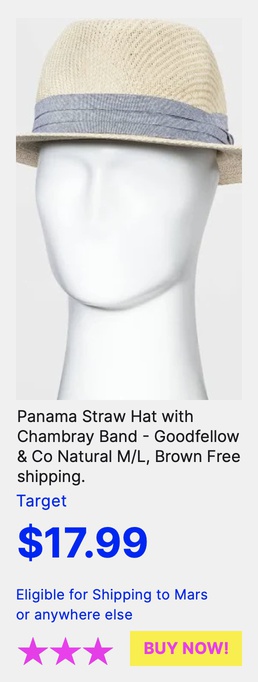 Panama Straw Hat with
Chambray Band - Goodfellow
& Co Natural M/L, Brown Free
shipping.
Target
$17.99
Eligible for Shipping to Mars
or anywhere else
BUY NOW!